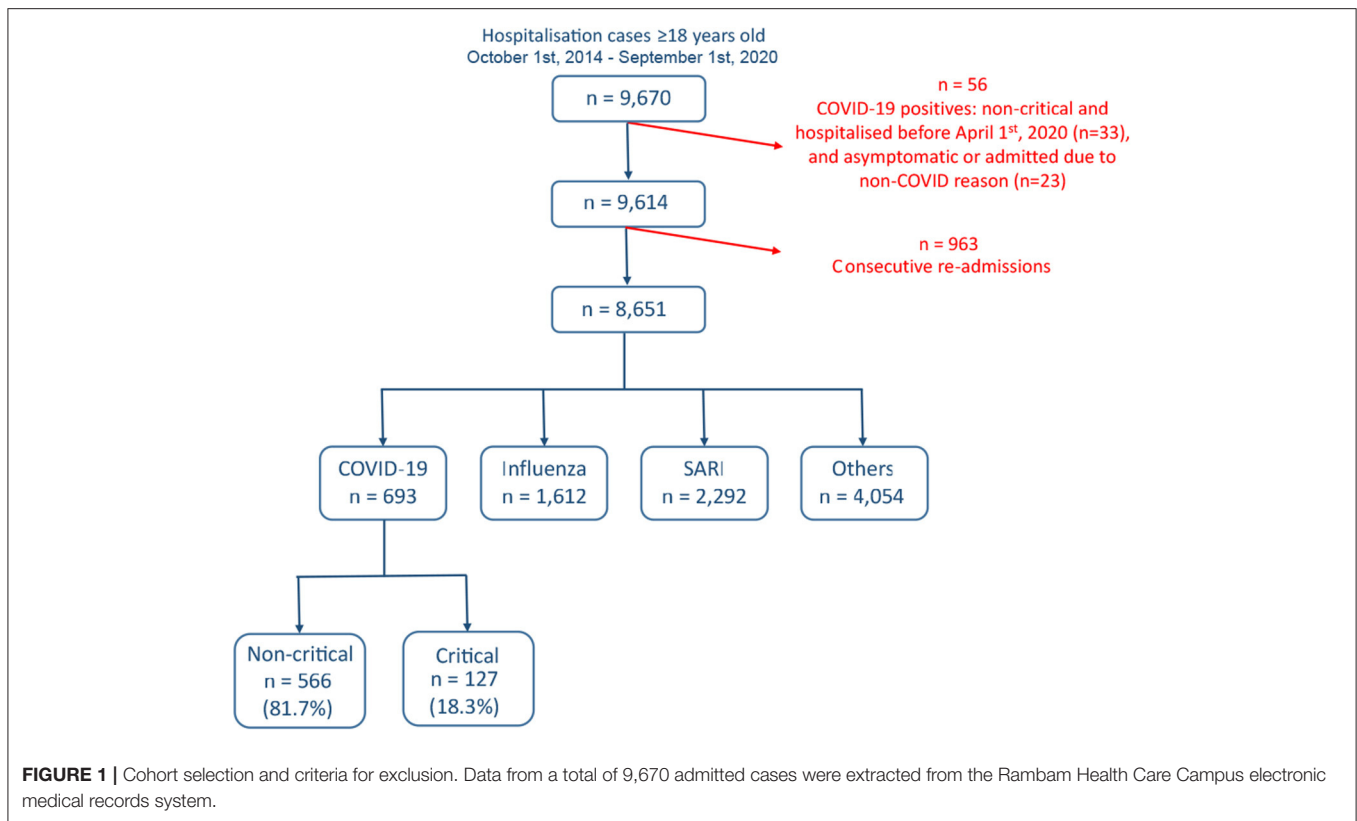 Hospitalisation cases ≥18 years old
October 1st, 2014 - September 1st, 2020
n = 9,670
n = 56
COVID-19 positives: non-critical and
hospitalised before April 1st, 2020 (n=33),
and asymptomatic or admitted due to
non-COVID reason (n=23)
n = 9,614
n = 963
Consecutive re-admissions
n = 8,651
COVID-19
n = 693
Influenza
n = 1,612
SARI
n = 2,292
Others
n = 4,054
Non-critical
n = 566
(81.7%)
Critical
n = 127
(18.3%)
FIGURE 1 | Cohort selection and criteria for exclusion. Data from a total of 9,670 admitted cases were extracted from the Rambam Health Care Campus electronic
medical records system.